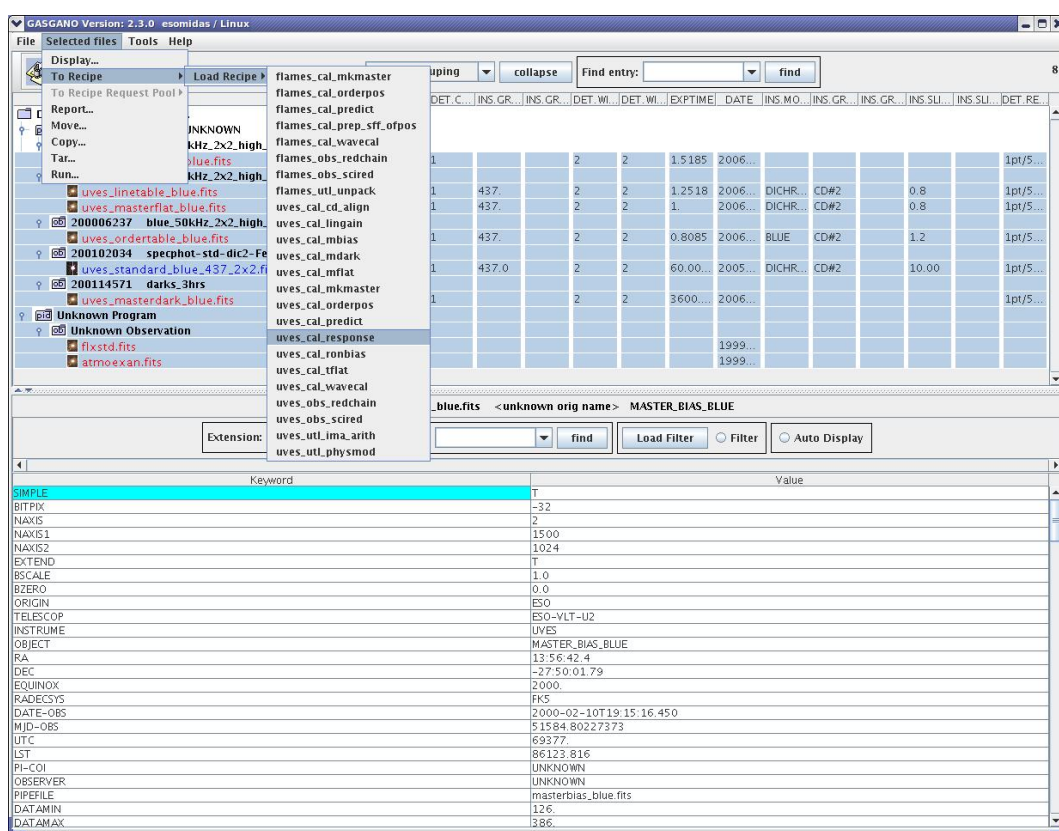 GASGANO Version: 2.3.0 esomidas / Linux
File Selected files Tools Help
Display...
To Recipe
To Recipe Request Pool
Report...
Move...
Copy...
Tar...
Run...
Load Recipe
flames_cal_mkmaster
flames_cal_orderpos
flames_cal_predict
flames_cal_prep_sff_ofpos
flames_cal_wavecal
flames_obs_redchain
flames_obs_scired
flames_utl_unpack
uves_cal_cd_align
uves_cal_lingain
uves_cal_mbias
uves_cal_mdark
uves_cal_mflat
uves_cal_mkmaster
uves_cal_orderpos
uves_cal_predict
uves_cal_response
uves_cal_ronbias
uves_cal_tflat
uves_cal_wavecal
uves_obs_redchain
uves_obs_scired
uves_utl_ima_arith
uves_utl_physmod
uping collapse Find entry: find 8
DET.C... INS.GR... INS.GR... DET.WI... DET.WI... EXPTIME DATE INS.MO... INS.GR... INS.GR... INS.SLI... INS.SLI... DET.RE...
NKNOWN
kHz_2x2_high_
blue.fits 1 2 2 1.5185 2006... 1pt/5...
kHz_2x2_high_
uves_linetable_blue.fits 1 437. 2 2 1.2518 2006... DICHR... CD#2 0.8 1pt/5...
uves_masterflat_blue.fits 1 437. 2 2 1. 2006... DICHR... CD#2 0.8 1pt/5...
200006237 blue_50kHz_2x2_high_
uves_ordertable_blue.fits 1 437. 2 2 0.8085 2006... BLUE CD#2 1.2 1pt/5...
200102034 specphot-std-dic2-Fe
uves_standard_blue_437_2x2.fi 1 437.0 2 2 60.00... 2005... DICHR... CD#2 10.00 1pt/5...
200114571 darks_3hrs
uves_masterdark_blue.fits 1 2 2 3600.... 2006... 1pt/5...
Unknown Program
Unknown Observation
flxstd.fits 1999...
atmoexan.fits 1999...
_blue.fits <unknown orig name> MASTER_BIAS_BLUE
Extension: find Load Filter Filter Auto Display
Keyword Value
SIMPLE T
BITPIX -32
NAXIS 2
NAXIS1 1500
NAXIS2 1024
EXTEND T
BSCALE 1.0
BZERO 0.0
ORIGIN ESO
TELESCOP ESO-VLT-U2
INSTRUME UVES
OBJECT MASTER_BIAS_BLUE
RA 13:56:42.4
DEC -27:50:01.79
EQUINOX 2000.
RADECSYS FK5
DATE-OBS 2000-02-10T19:15:16.450
MJD-OBS 51584.80227373
UTC 69377.
LST 86123.816
PI-COI UNKNOWN
OBSERVER UNKNOWN
PIPEFILE masterbias_blue.fits
DATAMIN 126.
DATAMAX 386.